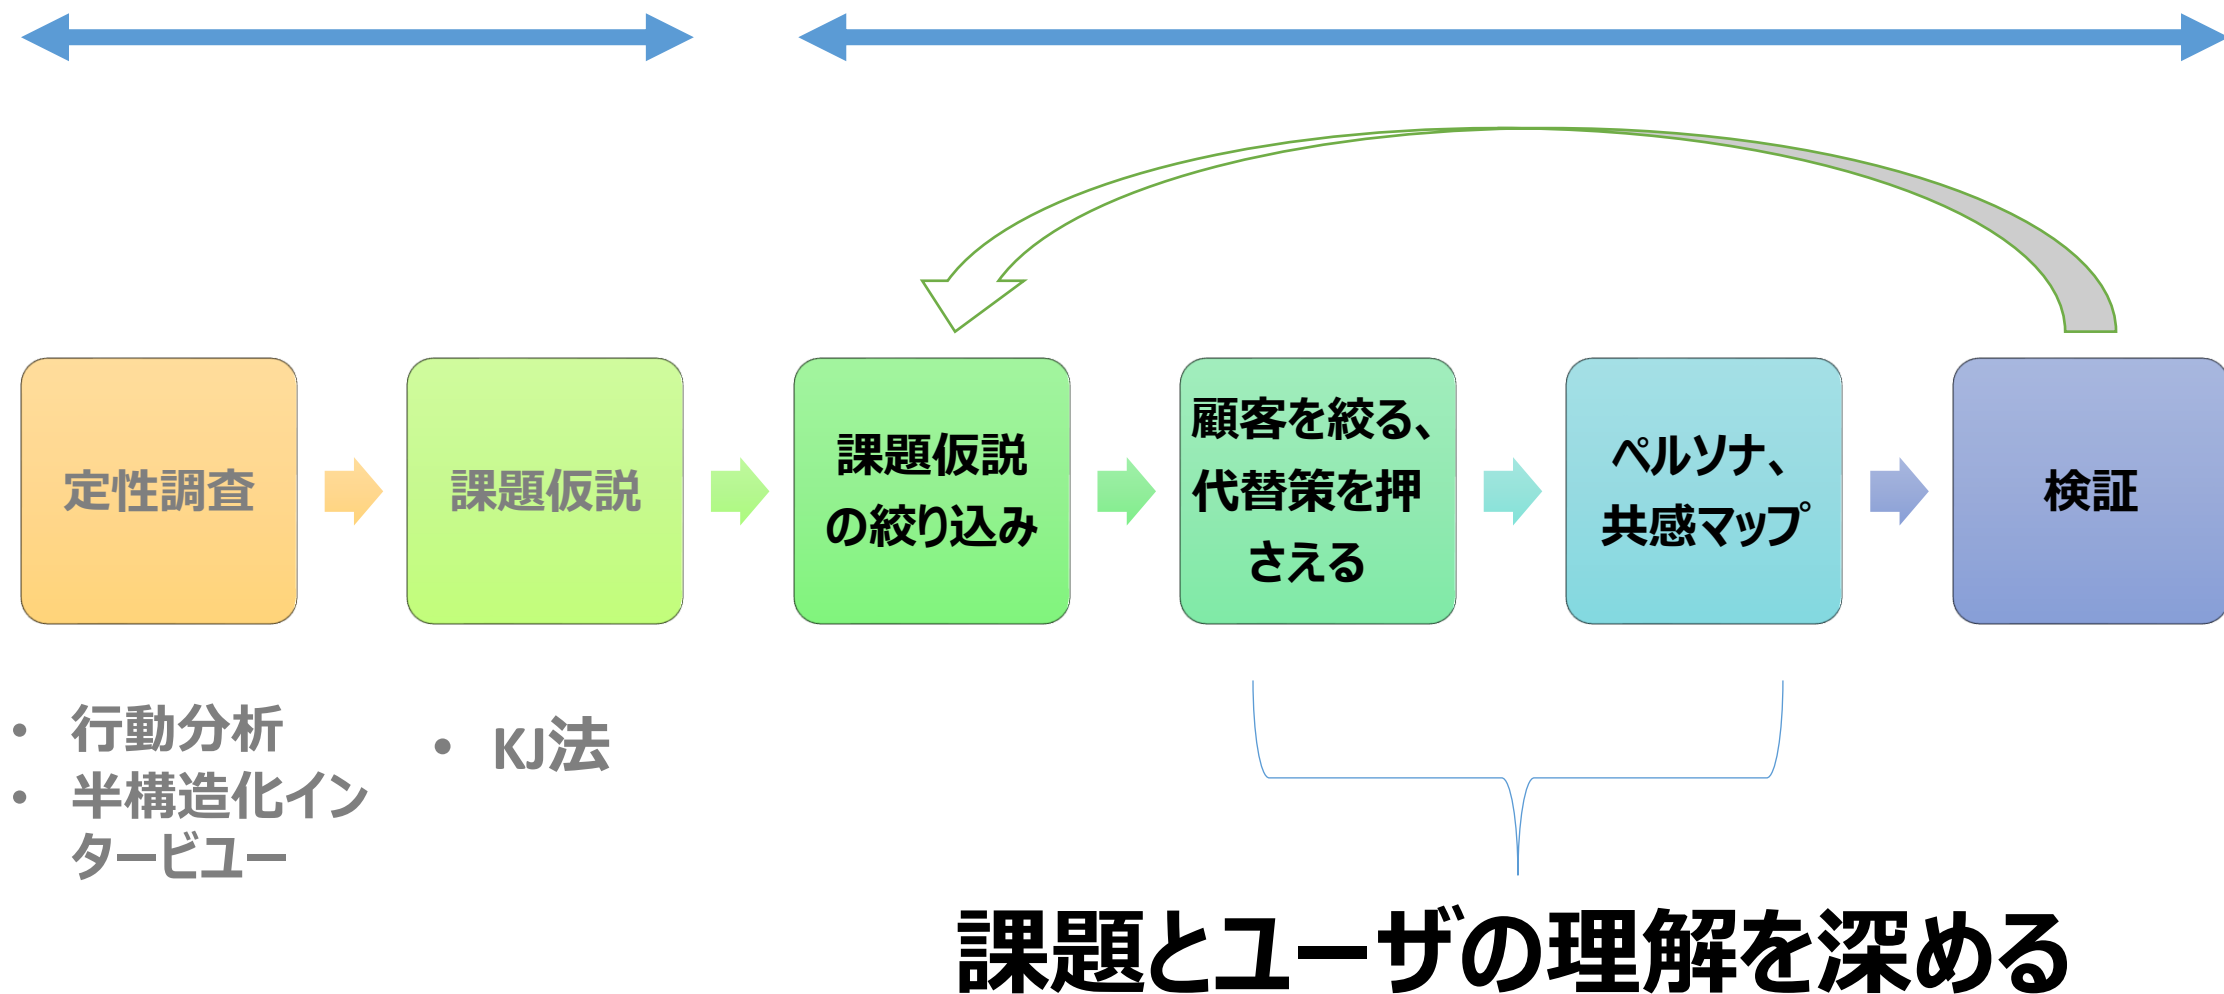 定性調査
課題仮説
課題仮説
の絞り込み
顧客を絞る、
代替策を押
さえる
ペルソナ、
共感マップ
検証
• 行動分析
• 半構造化イン
タービユー
• KJ法
課題とユーザの理解を深める